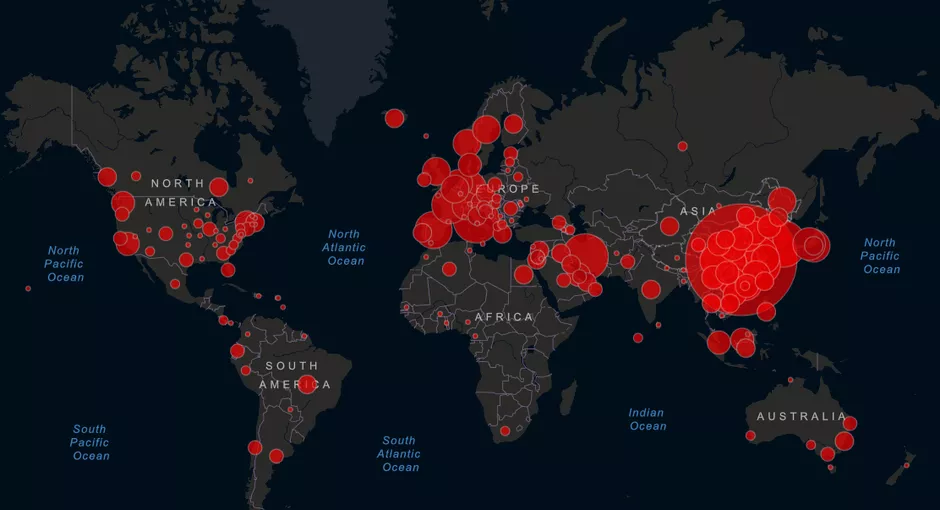 NORTH
AMERICA
EUROPE
ASIA
North
Pacific
Ocean
North
Atlantic
Ocean
North
Pacific
Ocean
AFRICA
SOUTH
AMERICA
Indian
Ocean
AUSTRALIA
South
Pacific
Ocean
South
Atlantic
Ocean